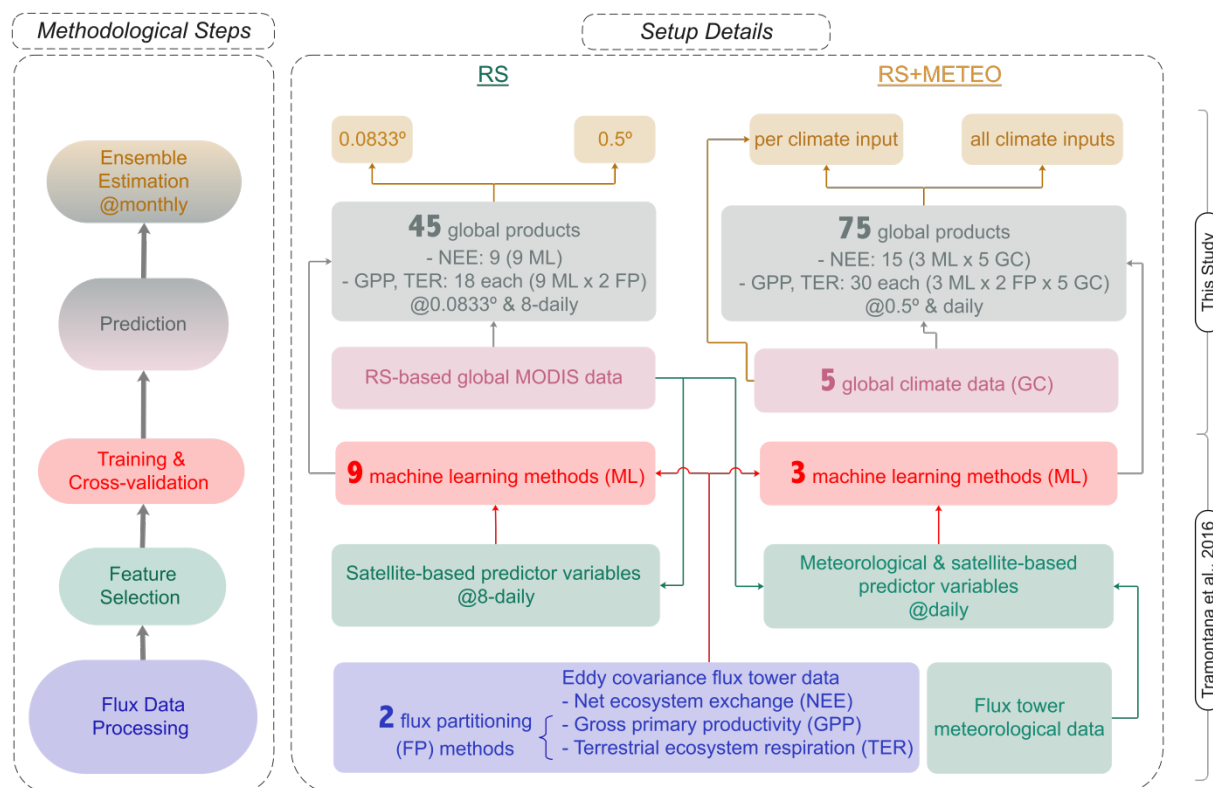 Methodological Steps
Setup Details
RS
RS+METEO
Ensemble
Estimation
@monthly
Prediction
Training &
Cross-validation
Feature
Selection
Flux Data
Processing
0.0833º
0.5º
per climate input
all climate inputs
45 global products
- NEE: 9 (9 ML)
- GPP, TER: 18 each (9 ML x 2 FP)
@0.0833º & 8-daily
75 global products
- NEE: 15 (3 ML x 5 GC)
- GPP, TER: 30 each (3 ML x 2 FP x 5 GC)
@0.5º & daily
RS-based global MODIS data
5 global climate data (GC)
9 machine learning methods (ML)
3 machine learning methods (ML)
Satellite-based predictor variables
@8-daily
Meteorological & satellite-based
predictor variables
@daily
Eddy covariance flux tower data
- Net ecosystem exchange (NEE)
2 flux partitioning
(FP) methods
- Gross primary productivity (GPP)
- Terrestrial ecosystem respiration (TER)
Flux tower
meteorological data
This Study
Tramontana et al., 2016